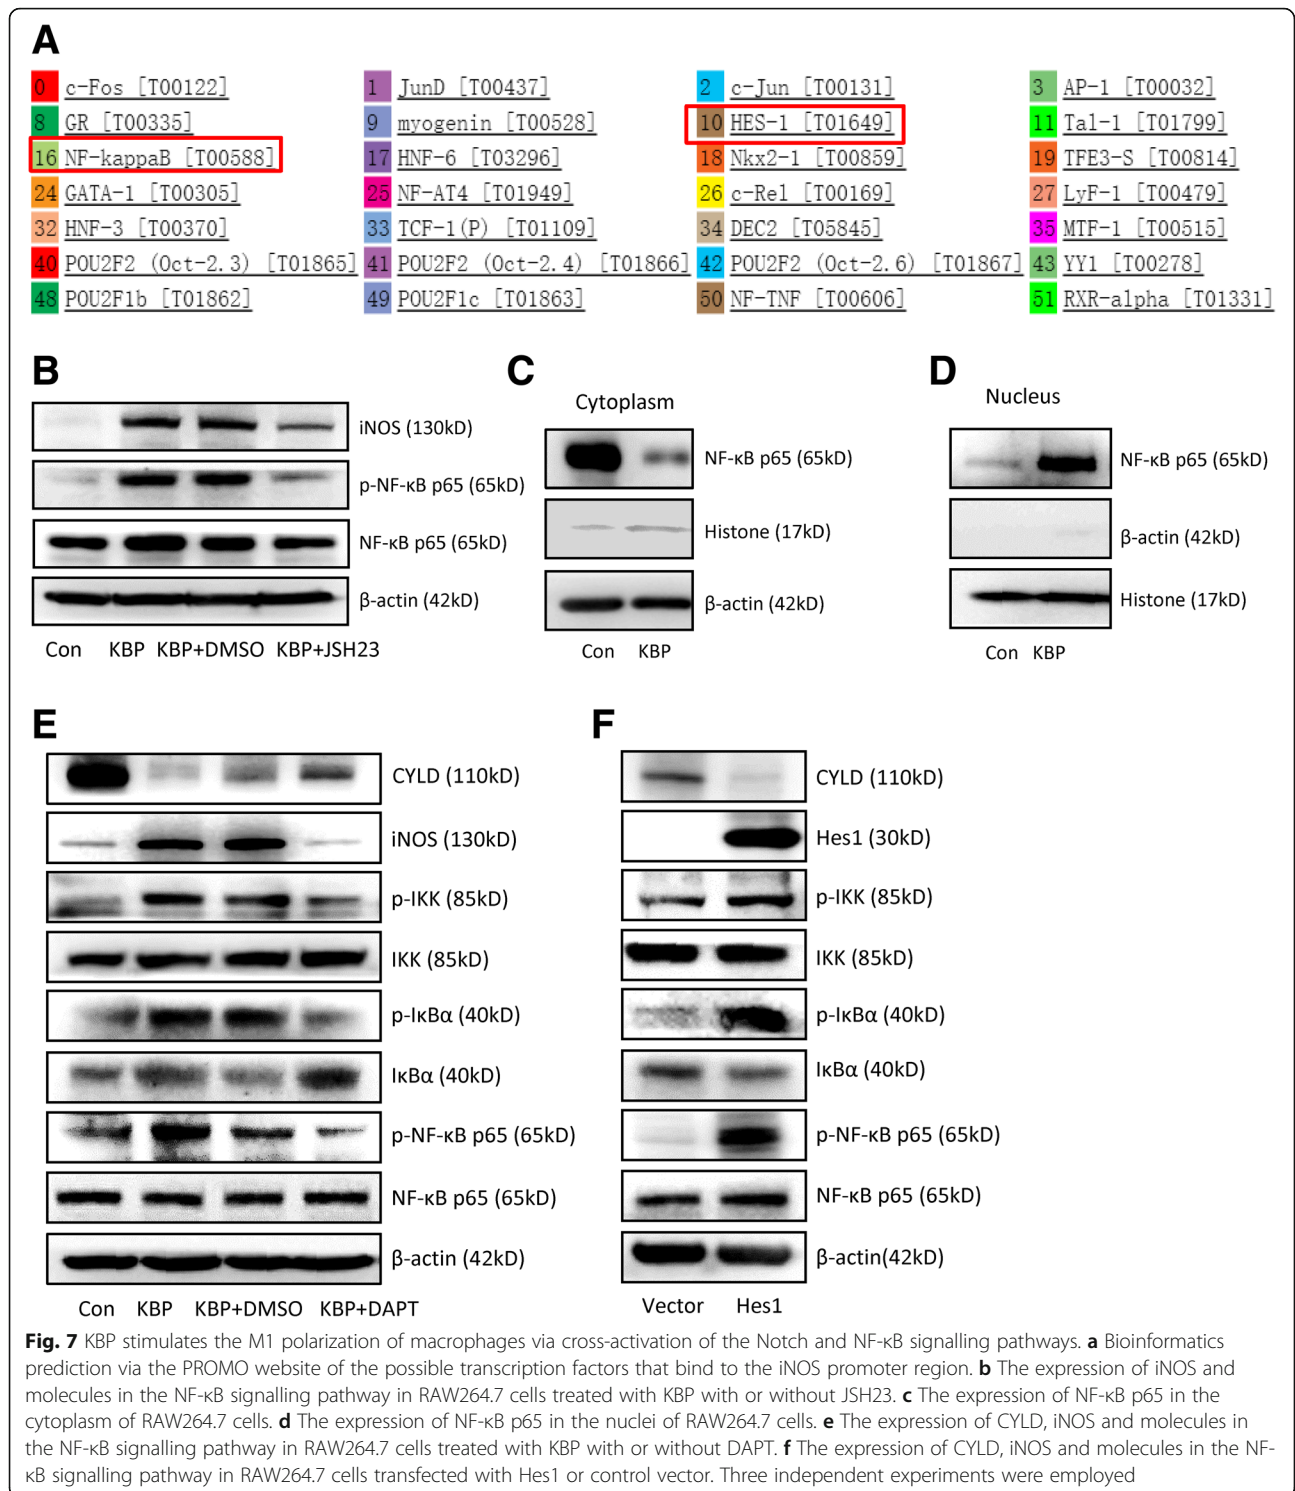 A
0 c-Fos [T00122] 1 JunD [T00437] 2 c-Jun [T00131] 3 AP-1 [T00032]
8 GR [T00335] 9 myogenin [T00528] 10 HES-1 [T01649] 11 Tal-1 [T01799]
16 NF-kappaB [T00588] 17 HNF-6 [T03296] 18 Nkx2-1 [T00859] 19 TFE3-S [T00814]
24 GATA-1 [T00305] 25 NF-AT4 [T01949] 26 c-Rel [T00169] 27 LyF-1 [T00479]
32 HNF-3 [T00370] 33 TCF-1(P) [T01109] 34 DEC2 [T05845] 35 MTF-1 [T00515]
40 POU2F2 (Oct-2.3) [T01865] 41 POU2F2 (Oct-2.4) [T01866] 42 POU2F2 (Oct-2.6) [T01867] 43 YY1 [T00278]
48 POU2F1b [T01862] 49 POU2F1c [T01863] 50 NF-TNF [T00606] 51 RXR-alpha [T01331]
B
iNOS (130kD)
p-NF-κB p65 (65kD)
NF-κB p65 (65kD)
β-actin (42kD)
Con KBP KBP+DMSO KBP+JSH23
C
Cytoplasm
NF-κB p65 (65kD)
Histone (17kD)
β-actin (42kD)
Con KBP
D
Nucleus
NF-κB p65 (65kD)
β-actin (42kD)
Histone (17kD)
Con KBP
E
CYLD (110kD)
iNOS (130kD)
p-IKK (85kD)
IKK (85kD)
p-IκBα (40kD)
IκBα (40kD)
p-NF-κB p65 (65kD)
NF-κB p65 (65kD)
β-actin (42kD)
Con KBP KBP+DMSO KBP+DAPT
F
CYLD (110kD)
Hes1 (30kD)
p-IKK (85kD)
IKK (85kD)
p-IκBα (40kD)
IκBα (40kD)
p-NF-κB p65 (65kD)
NF-κB p65 (65kD)
β-actin(42kD)
Vector Hes1
Fig. 7 KBP stimulates the M1 polarization of macrophages via cross-activation of the Notch and NF-κB signalling pathways. a Bioinformatics
prediction via the PROMO website of the possible transcription factors that bind to the iNOS promoter region. b The expression of iNOS and
molecules in the NF-κB signalling pathway in RAW264.7 cells treated with KBP with or without JSH23. c The expression of NF-κB p65 in the
cytoplasm of RAW264.7 cells. d The expression of NF-κB p65 in the nuclei of RAW264.7 cells. e The expression of CYLD, iNOS and molecules in
the NF-κB signalling pathway in RAW264.7 cells treated with KBP with or without DAPT. f The expression of CYLD, iNOS and molecules in the NF-
κB signalling pathway in RAW264.7 cells transfected with Hes1 or control vector. Three independent experiments were employed